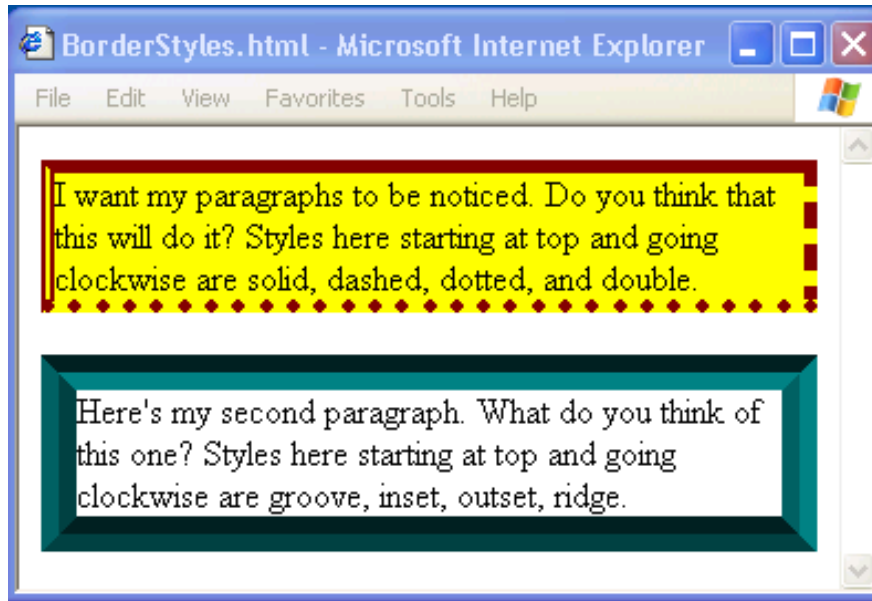 BorderStyles.html - Microsoft Internet Explorer
File Edit View Favorites Tools Help
I want my paragraphs to be noticed. Do you think that
this will do it? Styles here starting at top and going
clockwise are solid, dashed, dotted, and double.
Here's my second paragraph. What do you think of
this one? Styles here starting at top and going
clockwise are groove, inset, outset, ridge.